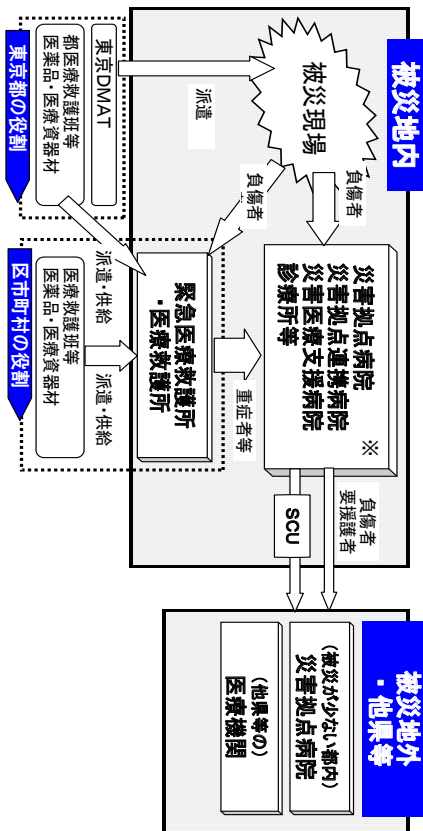 被災地内
被災現場
負傷者
負傷者
派遣
災害拠点病院
災害拠点連携病院
災害医療支援病院
診療所等
※
重症者等
緊急医療救護所
・医療救護所
東京DMAT
都医療救護班等
医薬品・医療資器材
東京都の役割
派遣・供給
派遣・供給
医療救護班等
医薬品・医療資器材
区市町村の役割
負傷者
要援護者
SCU
被災地外
・他県等
(被災が少ない都内)
災害拠点病院
(他県等の)
医療機関